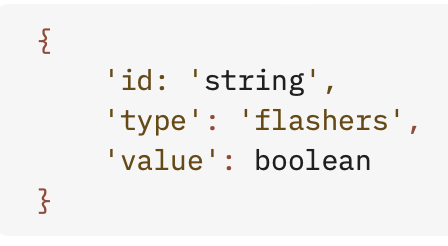 {
'id: 'string',
'type': 'flashers',
'value': boolean
}